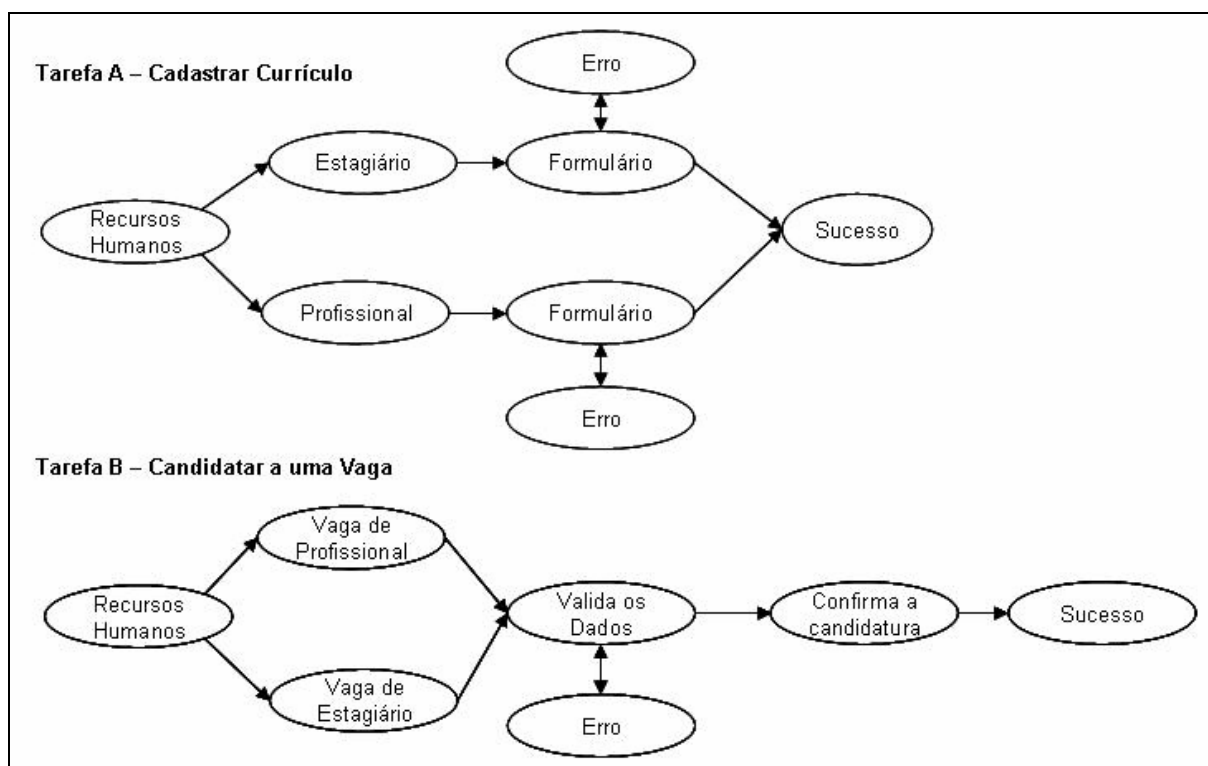 Tarefa A – Cadastrar Currículo
Erro
Estagiário
Formulário
Recursos
Humanos
Sucesso
Profissional
Formulário
Erro
Tarefa B – Candidatar a uma Vaga
Vaga de
Profissional
Recursos
Humanos
Valida os
Dados
Confirma a
candidatura
Sucesso
Vaga de
Estagiário
Erro